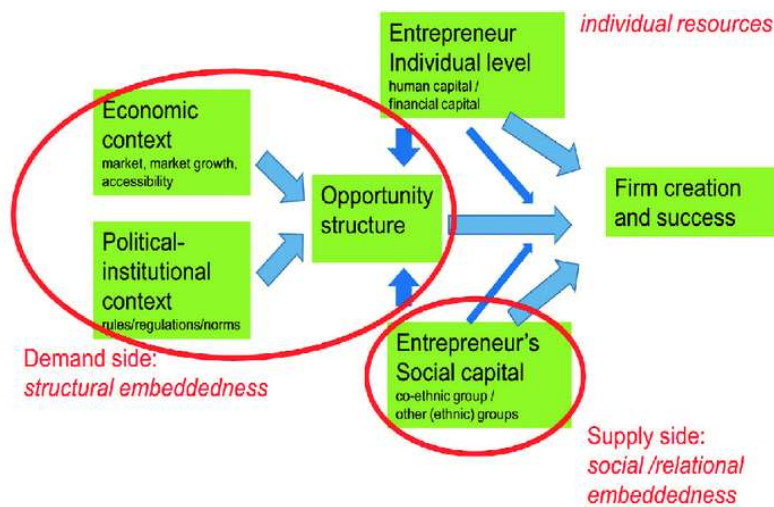 Entrepreneur
Individual level
human capital /
financial capital
individual resources
Economic
context
market, market growth,
accessibility
Opportunity
structure
Firm creation
and success
Political-
institutional
context
rules/regulations/norms
Demand side:
structural embeddedness
Entrepreneur's
Social capital
co-ethnic group /
other (ethnic) groups
Supply side:
social /relational
embeddedness